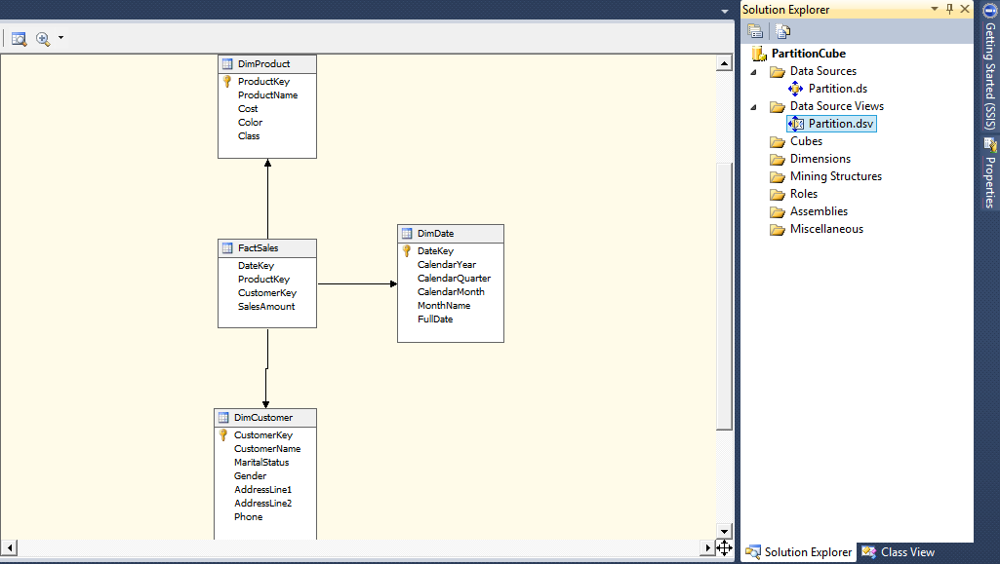 DimProduct
ProductKey
ProductName
Cost
Color
Class
FactSales
DateKey
ProductKey
CustomerKey
SalesAmount
DimDate
DateKey
CalendarYear
CalendarQuarter
CalendarMonth
MonthName
FullDate
DimCustomer
CustomerKey
CustomerName
MaritalStatus
Gender
AddressLine1
AddressLine2
Phone
Solution Explorer
PartitionCube
Data Sources
Partition.ds
Data Source Views
Partition.dsv
Cubes
Dimensions
Mining Structures
Roles
Assemblies
Miscellaneous
Solution Explorer
Class View
Getting Started (SSIS)
Properties